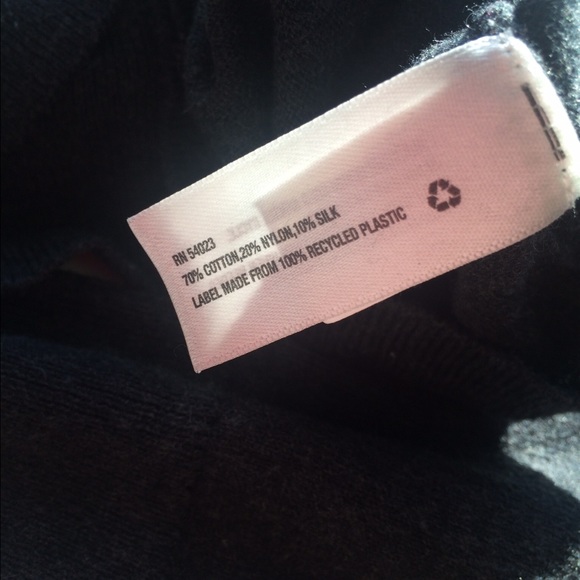 RN 54023
70% COTTON,20% NYLON,10% SILK
LABEL MADE FROM 100% RECYCLED PLASTIC